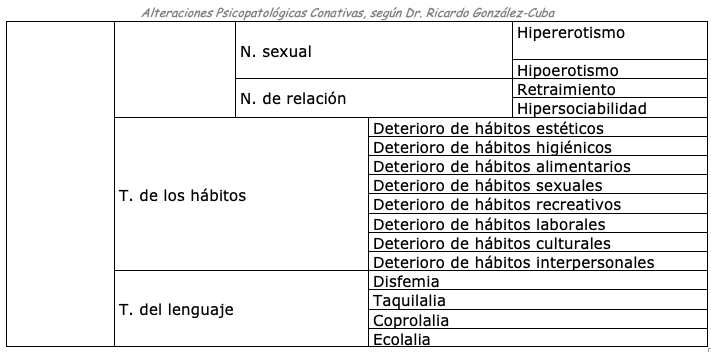 Alteraciones Psicopatológicas Conativas, según Dr. Ricardo González-Cuba
N. sexual
Hipererotismo
Hipoerotismo
N. de relación
Retraimiento
Hipersociabilidad
T. de los hábitos
Deterioro de hábitos estéticos
Deterioro de hábitos higiénicos
Deterioro de hábitos alimentarios
Deterioro de hábitos sexuales
Deterioro de hábitos recreativos
Deterioro de hábitos laborales
Deterioro de hábitos culturales
Deterioro de hábitos interpersonales
T. del lenguaje
Disfemia
Taquilalia
Coprolalia
Ecolalia